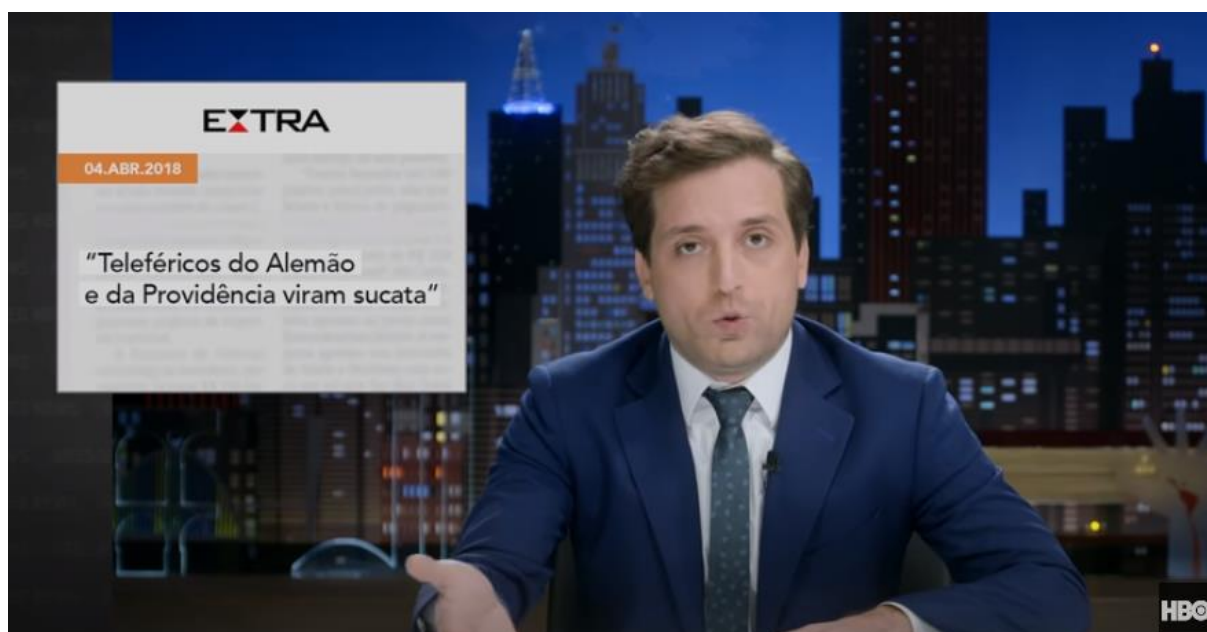 EXTRA
04.ABR.2018
“Teleféricos do Alemão
e da Providência viram sucata”
HBO